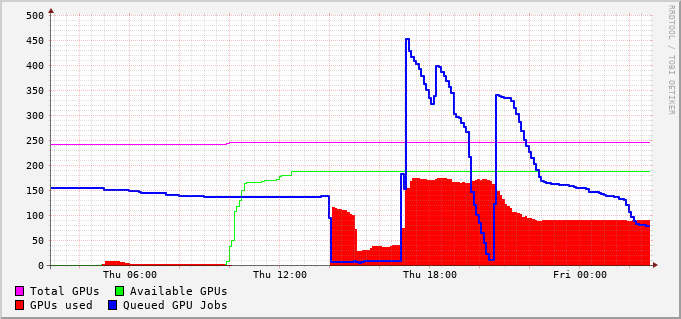 500
450
400
350
300
250
200
150
100
50
0
Thu 06:00 Thu 12:00 Thu 18:00 Fri 00:00
Total GPUs Available GPUs
GPUs used Queued GPU Jobs
RRDTOOL / TOBI OETIKER